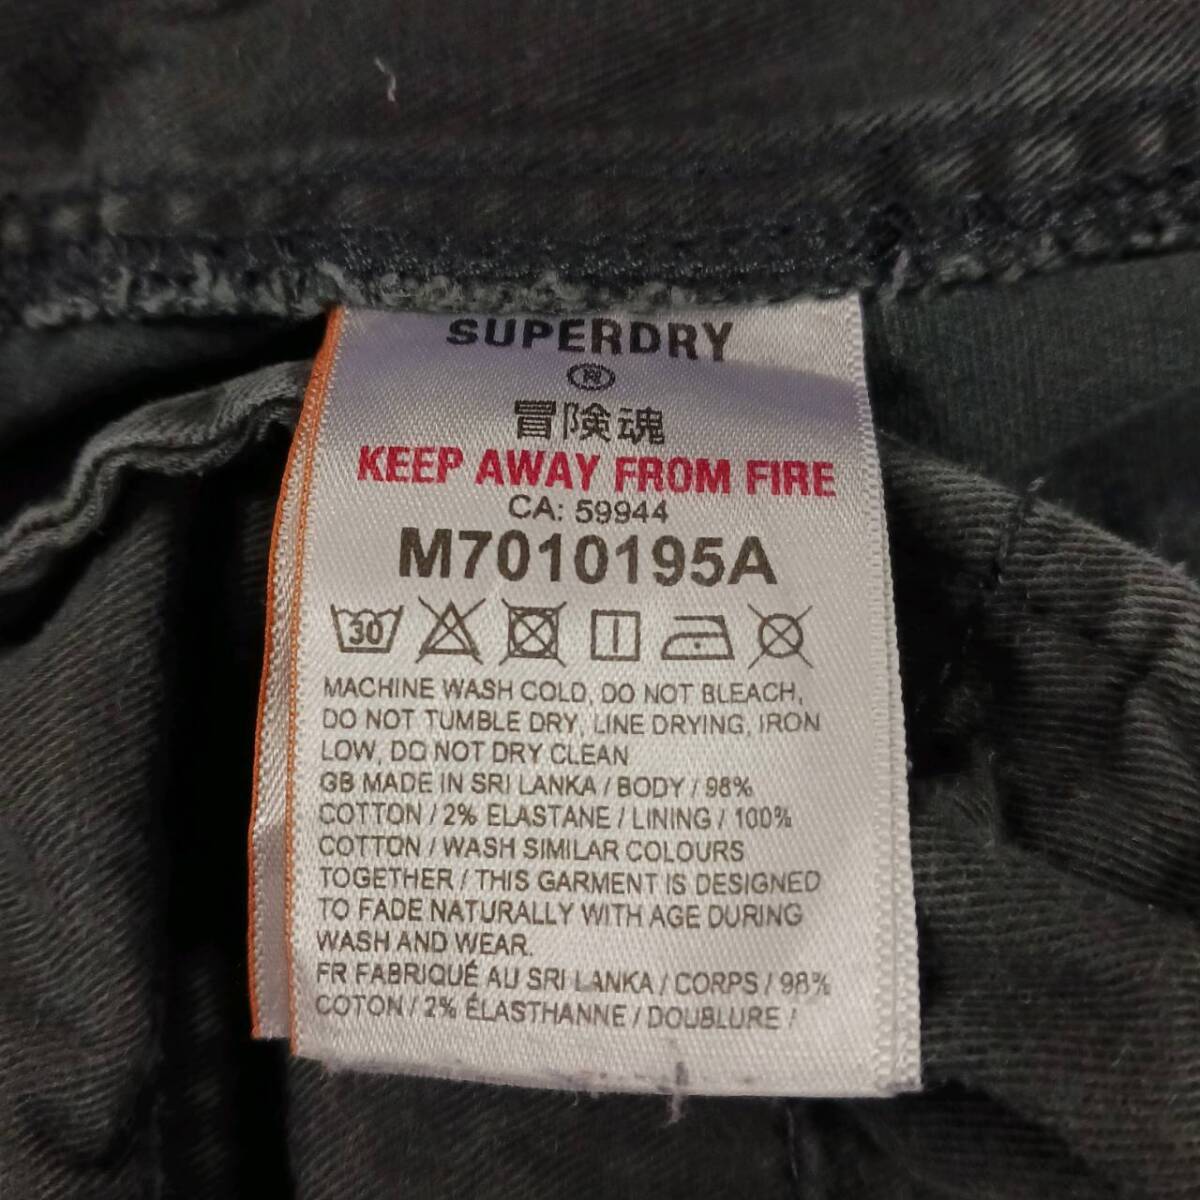 SUPERDRY
®
冒険魂
KEEP AWAY FROM FIRE
CA: 59944
M7010195A
30
MACHINE WASH COLD, DO NOT BLEACH,
DO NOT TUMBLE DRY, LINE DRYING, IRON
LOW, DO NOT DRY CLEAN
GB MADE IN SRI LANKA / BODY / 98%
COTTON / 2% ELASTANE / LINING / 100%
COTTON / WASH SIMILAR COLOURS
TOGETHER / THIS GARMENT IS DESIGNED
TO FADE NATURALLY WITH AGE DURING
WASH AND WEAR.
FR FABRIQUÉ AU SRI LANKA / CORPS / 98%
COTON / 2% ÉLASTHANNE / DOUBLURE /